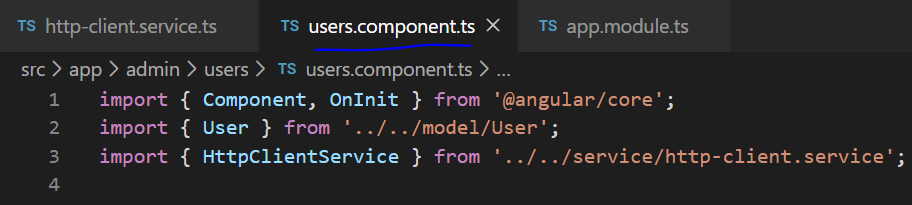 TS http-client.service.ts TS users.component.ts × TS app.module.ts
src > app > admin > users > TS users.component.ts > ...
1 import { Component, OnInit } from '@angular/core';
2 import { User } from '../../model/User';
3 import { HttpClientService } from '../../service/http-client.service';
4